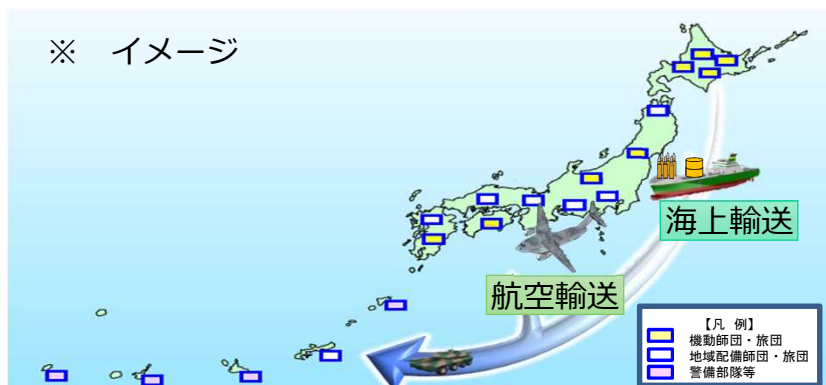 ※　イメージ
海上輸送
航空輸送
【凡　例】
機動師団・旅団
地域配備師団・旅団
警備部隊等